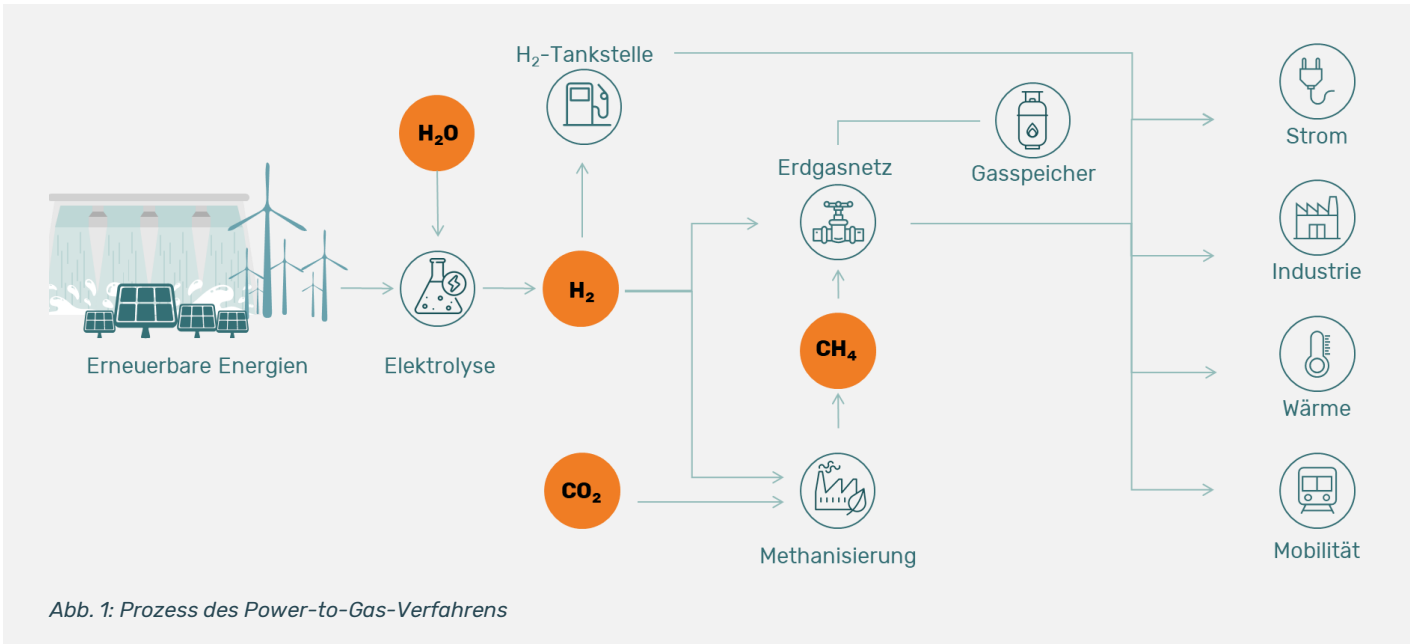 H₂-Tankstelle
H₂O
Strom
Erdgasnetz
Gasspeicher
Industrie
H₂
Erneuerbare Energien
Elektrolyse
CH₄
Wärme
CO₂
Methanisierung
Mobilität
Abb. 1: Prozess des Power-to-Gas-Verfahrens